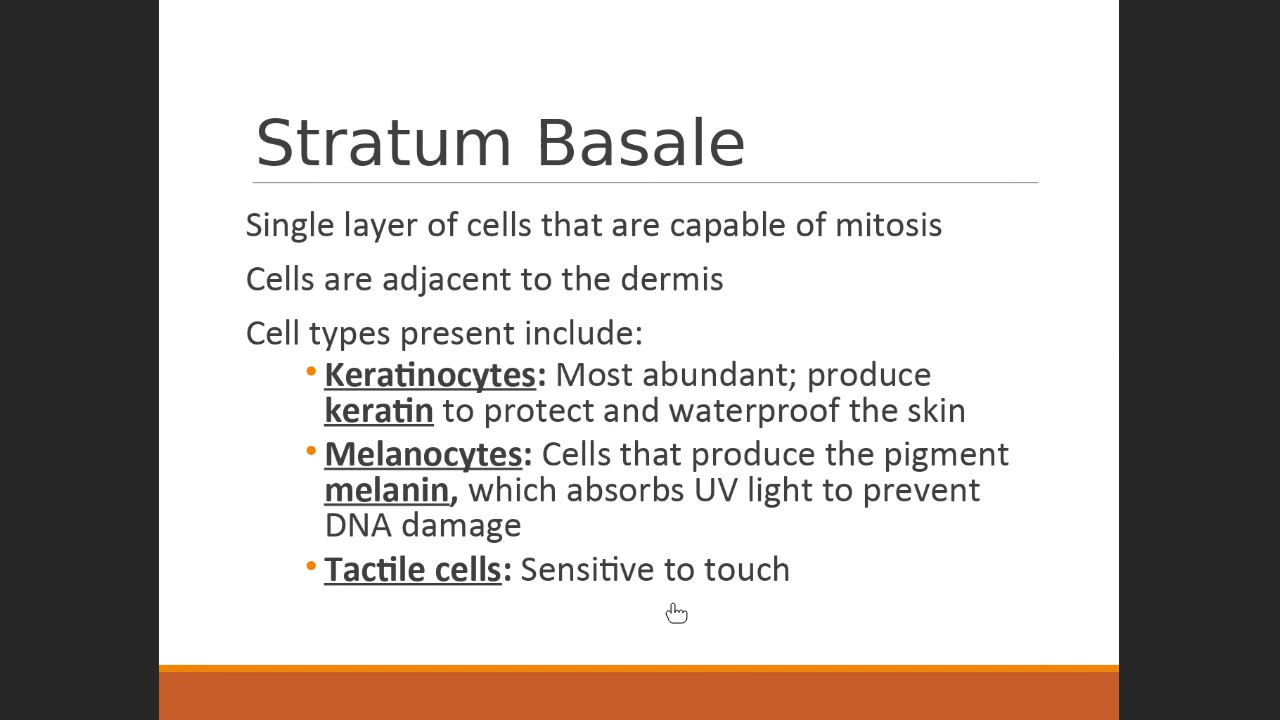 Stratum Basale
Single layer of cells that are capable of mitosis
Cells are adjacent to the dermis
Cell types present include:
• Keratinocytes: Most abundant; produce
keratin to protect and waterproof the skin
• Melanocytes: Cells that produce the pigment
melanin, which absorbs UV light to prevent
DNA damage
• Tactile cells: Sensitive to touch